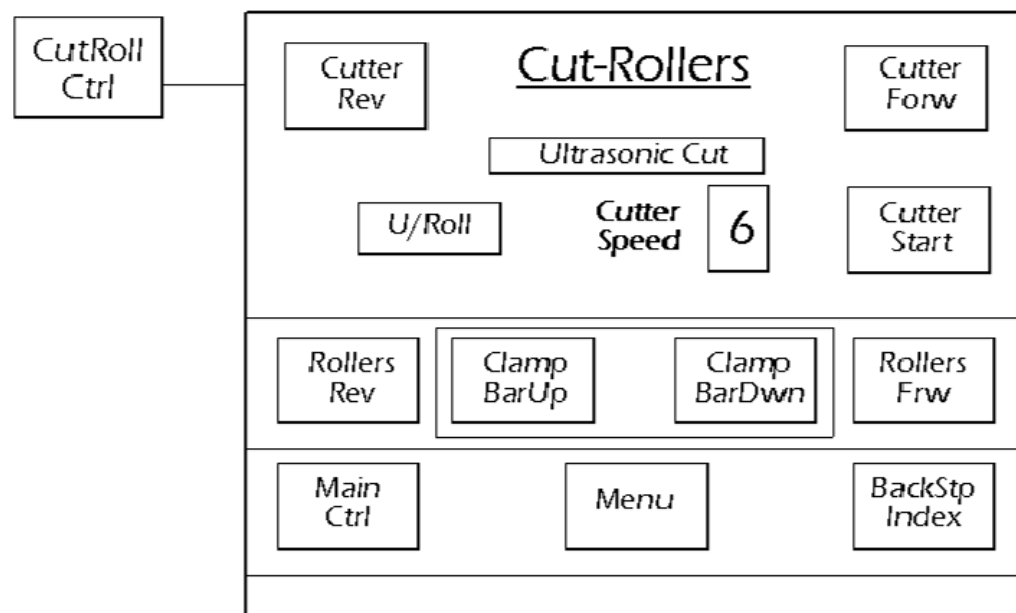 CutRoll
Ctrl
Cutter
Rev
Cut-Rollers
Cutter
Forw
Ultrasonic Cut
U/Roll
Cutter
Speed
6
Cutter
Start
Rollers
Rev
Clamp
BarUp
Clamp
BarDwn
Rollers
Frw
Main
Ctrl
Menu
BackStp
Index